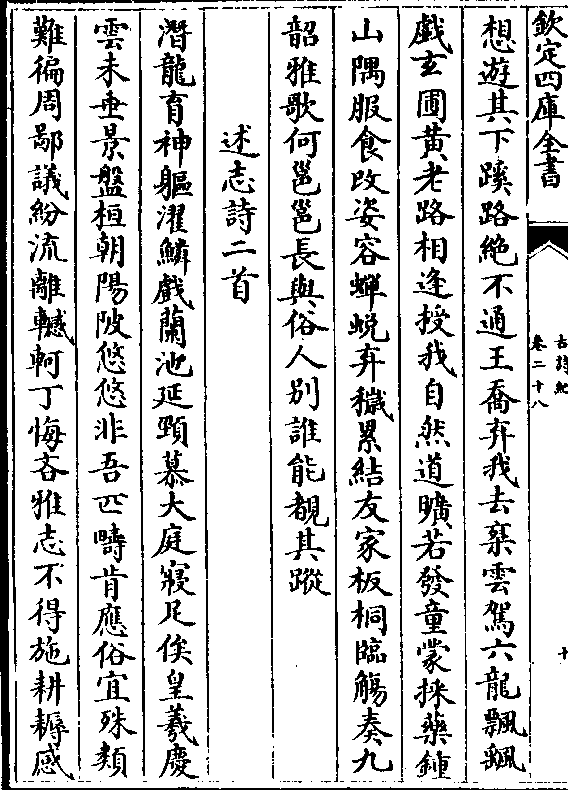 欽定四庫全書
古詩紀
卷二十八
十
想遊其下蹊路絶不通王喬弃我去椉雲駕六龍飄颻
戯𤣥圃黄老路相逢授我自然道曠若發童蒙採藥鍾
山隅服食改姿容蟬蛻弃穢累結友家板桐臨觴奏九
韶雅歌何邕邕長與俗人別誰能覩其蹤
述志詩二首
潛龍育神軀濯鱗戲蘭池延頸慕大庭寢足俟皇羲慶
雲未垂景盤桓朝陽陂悠悠非吾匹疇肯應俗宜殊類
難徧周鄙議紛流離轗軻丁悔吝雅志不得施耕耨感